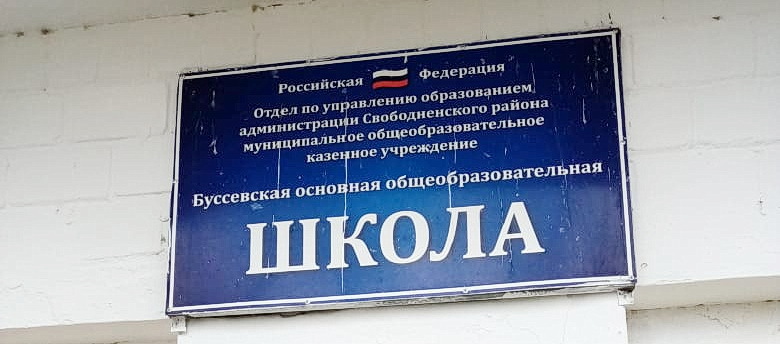 Российская Федерация
Отдел по управлению образованием
администрации Свободненского района
муниципальное общеобразовательное
казенное учреждение
Буссевская основная общеобразовательная
ШКОЛА